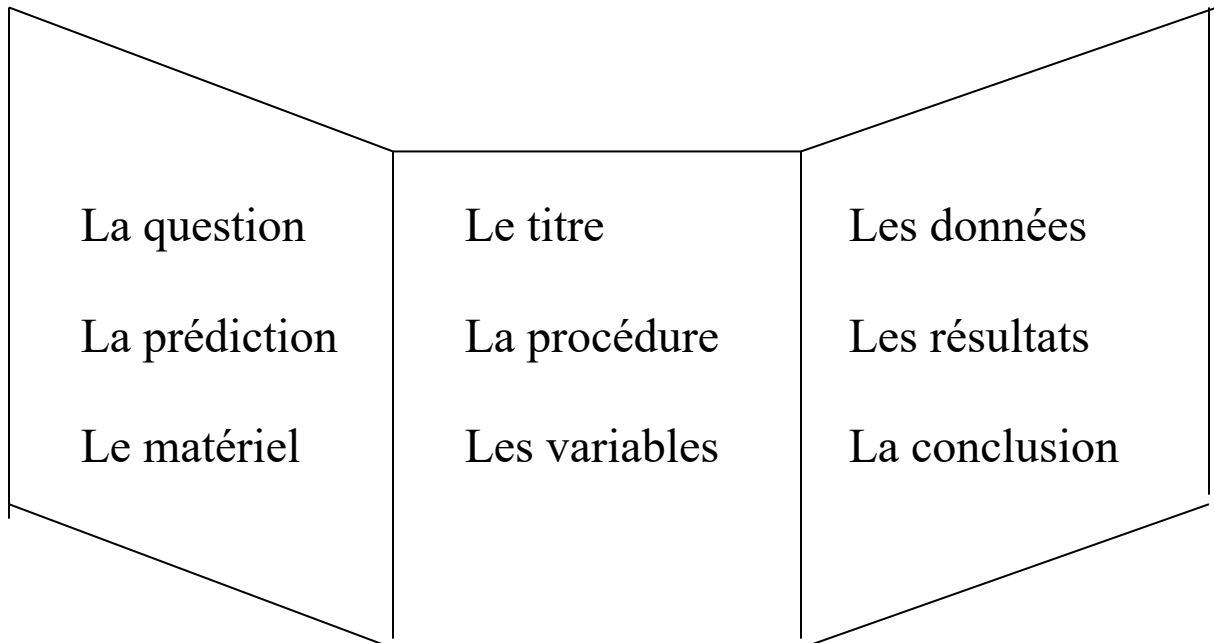 La question
La prédiction
Le matériel
Le titre
La procédure
Les variables
Les données
Les résultats
La conclusion